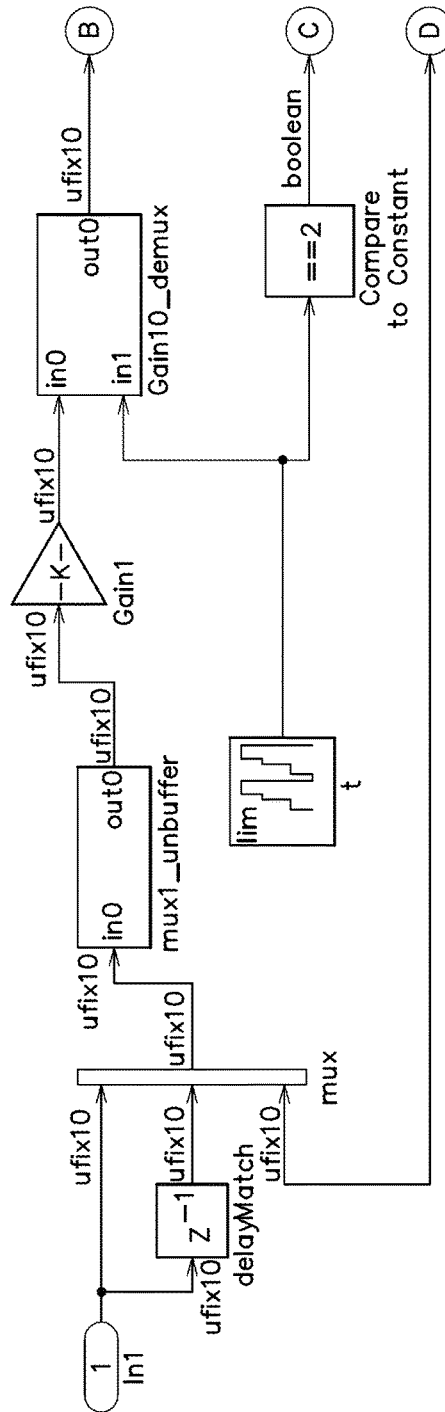 1
In1
ufix10
ufix10
Z⁻¹
delayMatch
ufix10
ufix10
mux
ufix10
ufix10
in0
out0
mux1_unbuffer
ufix10
ufix10
-K-
Gain1
ufix10
in0
in1
out0
Gain10_demux
ufix10
B
lim
t
==2
Compare
to Constant
boolean
C
D